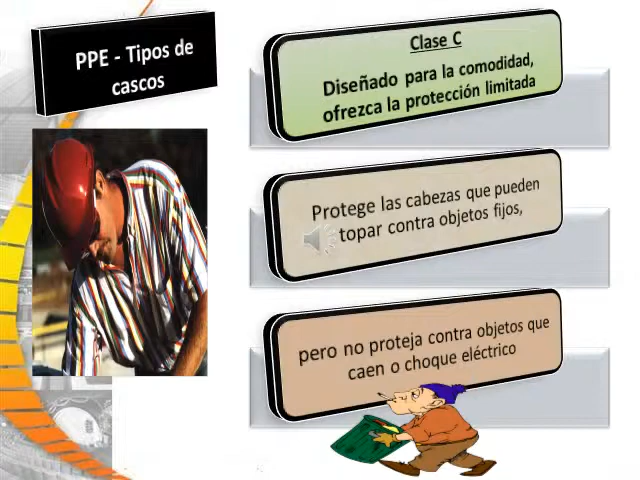 PPE - Tipos de
cascos
Clase C
Diseñado para la comodidad,
ofrezca la protección limitada
Protege las cabezas que pueden
topar contra objetos fijos,
pero no proteja contra objetos que
caen o choque eléctrico